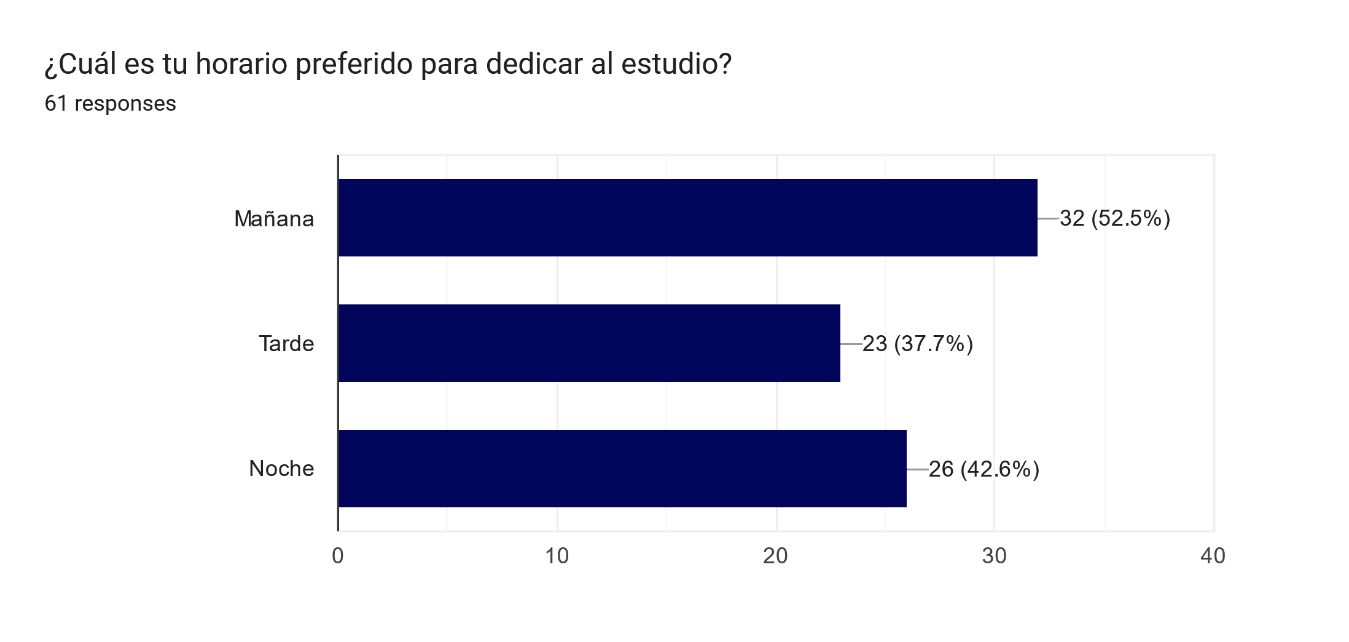 ¿Cuál es tu horario preferido para dedicar al estudio?
61 responses
Mañana
32 (52.5%)
Tarde
23 (37.7%)
Noche
26 (42.6%)
0
10
20
30
40